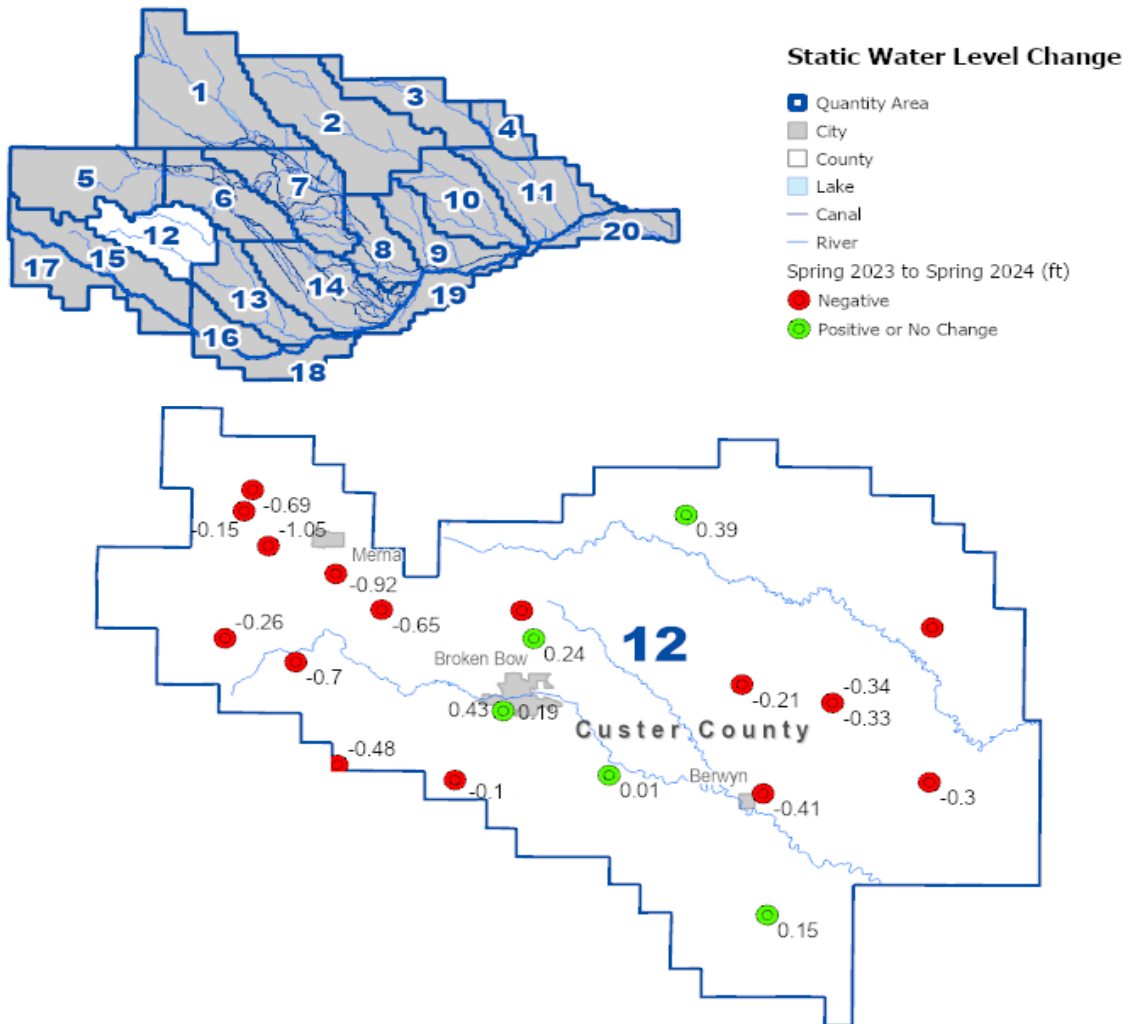 Static Water Level Change
Quantity Area
City
County
Lake
Canal
River
Spring 2023 to Spring 2024 (ft)
Negative
Positive or No Change
1
2
3
4
5
6
7
8
9
10
11
12
13
14
15
16
17
18
19
20
-0.69
-0.15
-1.05
Merna
-0.92
-0.65
-0.26
-0.7
0.39
0.24
12
Broken Bow
0.43
0.19
-0.21
-0.34
-0.33
Custer County
-0.48
-0.1
0.01
Berwyn
-0.41
-0.3
0.15